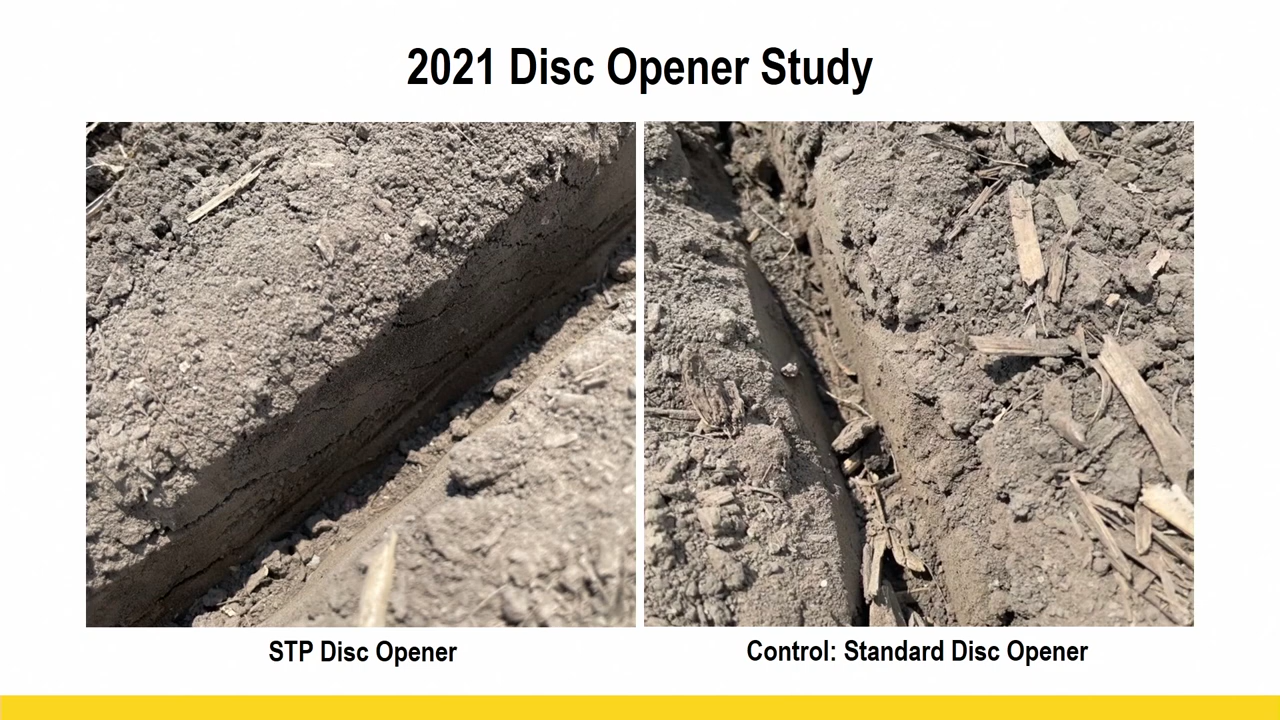 2021 Disc Opener Study
STP Disc Opener
Control: Standard Disc Opener